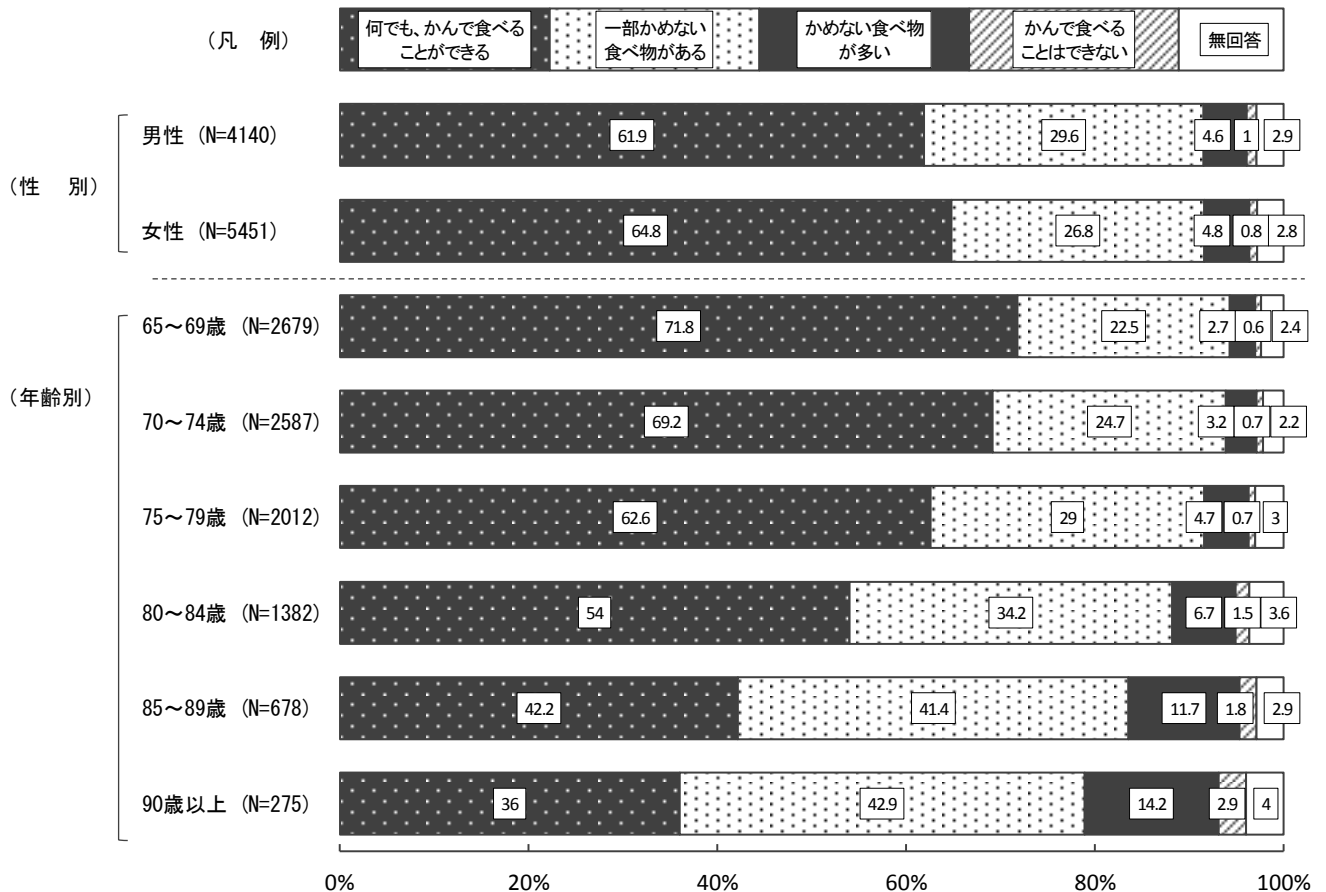 （凡　例）
何でも、かんで食べる
ことができる
一部かめない
食べ物がある
かめない食べ物
が多い
かんで食べる
ことはできない
無回答
（性　別）
男性 (N=4140)
61.9
29.6
4.6
1
2.9
女性 (N=5451)
64.8
26.8
4.8
0.8
2.8
（年齢別）
65～69歳 (N=2679)
71.8
22.5
2.7
0.6
2.4
70～74歳 (N=2587)
69.2
24.7
3.2
0.7
2.2
75～79歳 (N=2012)
62.6
29
4.7
0.7
3
80～84歳 (N=1382)
54
34.2
6.7
1.5
3.6
85～89歳 (N=678)
42.2
41.4
11.7
1.8
2.9
90歳以上 (N=275)
36
42.9
14.2
2.9
4
0%
20%
40%
60%
80%
100%